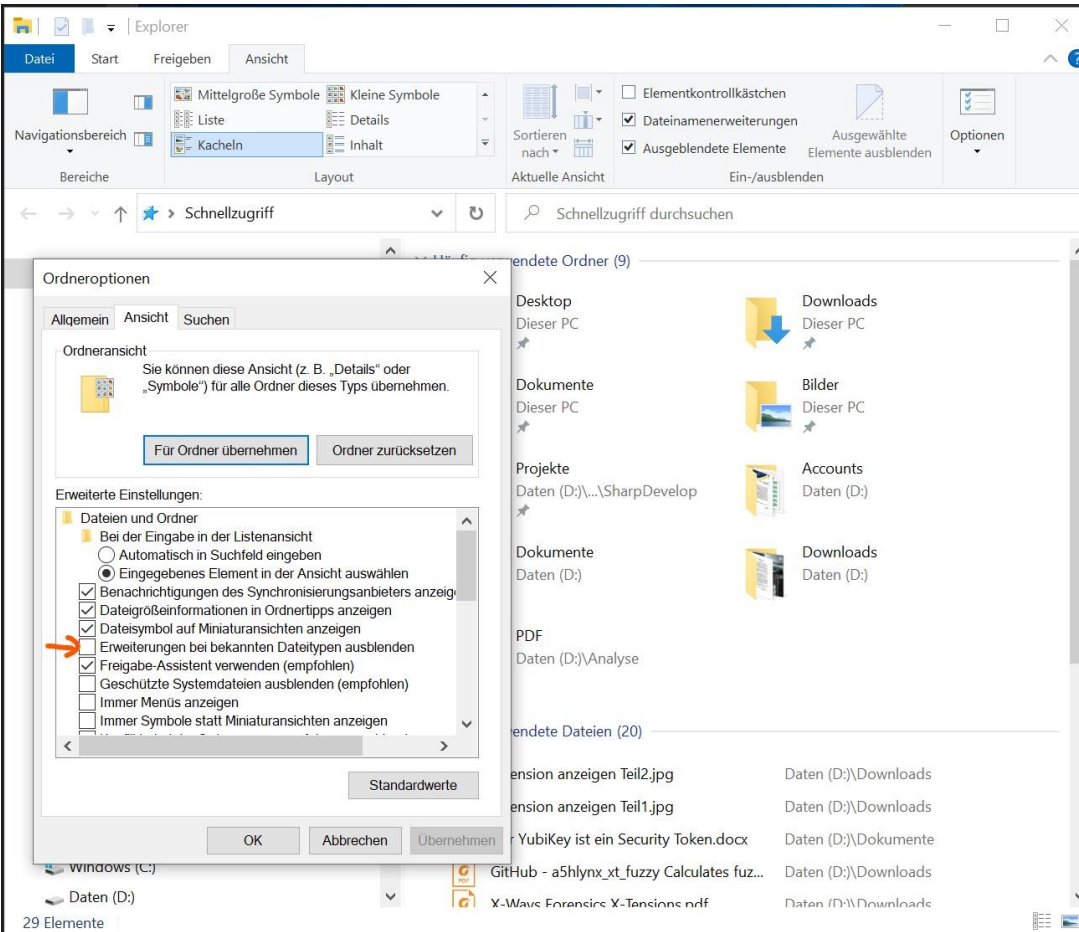 Explorer
Datei Start Freigeben Ansicht
Mittelgroße Symbole Kleine Symbole
Liste Details
Kacheln Inhalt
Navigationsbereich
Sortieren
nach
Elementkontrollkästchen
Dateinamenerweiterungen
Ausgeblendete Elemente
Ausgewählte
Elemente ausblenden
Optionen
Bereiche Layout Aktuelle Ansicht Ein-/ausblenden
Schnellzugriff
Schnellzugriff durchsuchen
Ordneroptionen
Allgemein Ansicht Suchen
Ordneransicht
Sie können diese Ansicht (z. B. „Details“ oder
„Symbole“) für alle Ordner dieses Typs übernehmen.
Für Ordner übernehmen Ordner zurücksetzen
Erweiterte Einstellungen:
Dateien und Ordner
Bei der Eingabe in der Listenansicht
Automatisch in Suchfeld eingeben
Eingegebenes Element in der Ansicht auswählen
Benachrichtigungen des Synchronisierungsanbieters anzeig
Dateigrößeinformationen in Ordnertipps anzeigen
Dateisymbol auf Miniaturansichten anzeigen
Erweiterungen bei bekannten Dateitypen ausblenden
Freigabe-Assistent verwenden (empfohlen)
Geschützte Systemdateien ausblenden (empfohlen)
Immer Menüs anzeigen
Immer Symbole statt Miniaturansichten anzeigen
Standardwerte
OK Abbrechen Übernehmen
endete Ordner (9)
Desktop
Dieser PC
Downloads
Dieser PC
Dokumente
Dieser PC
Bilder
Dieser PC
Projekte
Daten (D:)\...\SharpDevelop
Accounts
Daten (D:)
Dokumente
Daten (D:)
Downloads
Daten (D:)
PDF
Daten (D:)\Analyse
endete Dateien (20)
ension anzeigen Teil2.jpg Daten (D:)\Downloads
ension anzeigen Teil1.jpg Daten (D:)\Downloads
r YubiKey ist ein Security Token.docx Daten (D:)\Dokumente
GitHub - a5hlynx_xt_fuzzy Calculates fuz... Daten (D:)\Downloads
X-Ways Forensics X-Tensions.pdf Daten (D:)\Downloads
Windows (C:)
Daten (D:)
29 Elemente